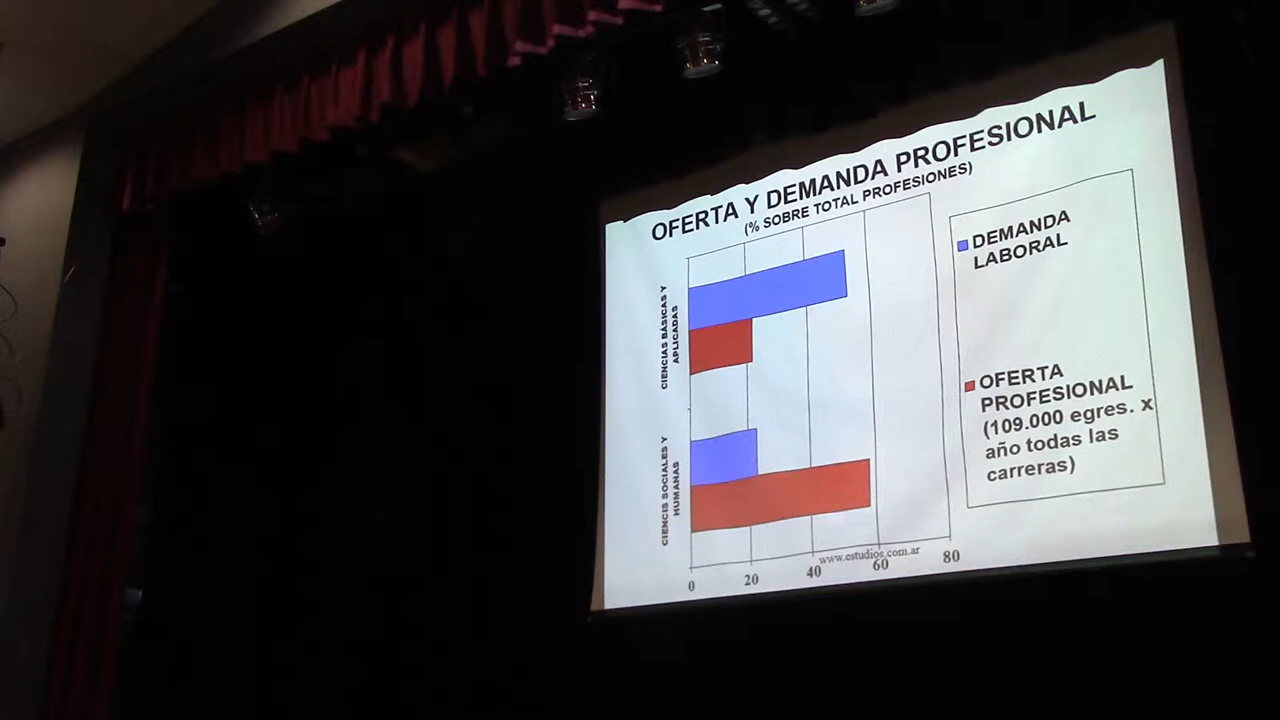 OFERTA Y DEMANDA PROFESIONAL
(% SOBRE TOTAL PROFESIONES)
CIENCIAS BÁSICAS Y
APLICADAS
CIENCIS SOCIALES Y
HUMANAS
DEMANDA
LABORAL
OFERTA
PROFESIONAL
(109.000 egres. x
año todas las
carreras)
www.estudios.com.ar
0 20 40 60 80